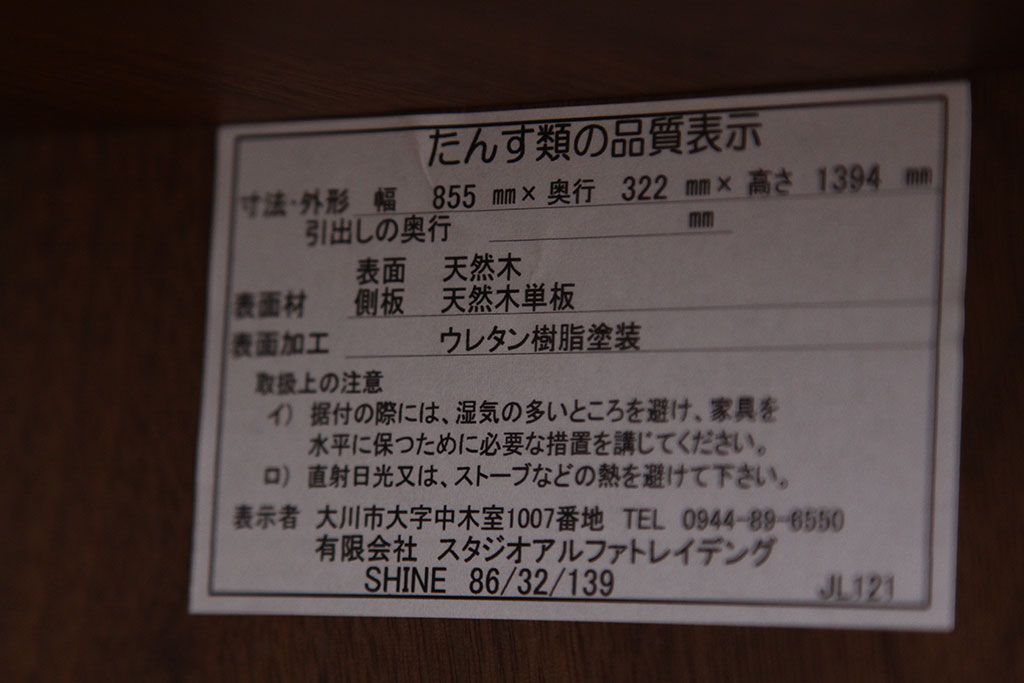 たんす類の品質表示
寸法・外形 幅 855 ㎜× 奥行 322 ㎜× 高さ 1394 ㎜
引出しの奥行 ㎜
表面 天然木
表面材 側板 天然木単板
表面加工 ウレタン樹脂塗装
取扱上の注意
イ) 据付の際には、湿気の多いところを避け、家具を
水平に保つために必要な措置を講じてください。
ロ) 直射日光又は、ストーブなどの熱を避けて下さい。
表示者 大川市大字中木室1007番地 TEL 0944-89-6550
有限会社 スタジオアルファトレイデング
SHINE 86/32/139
JL121